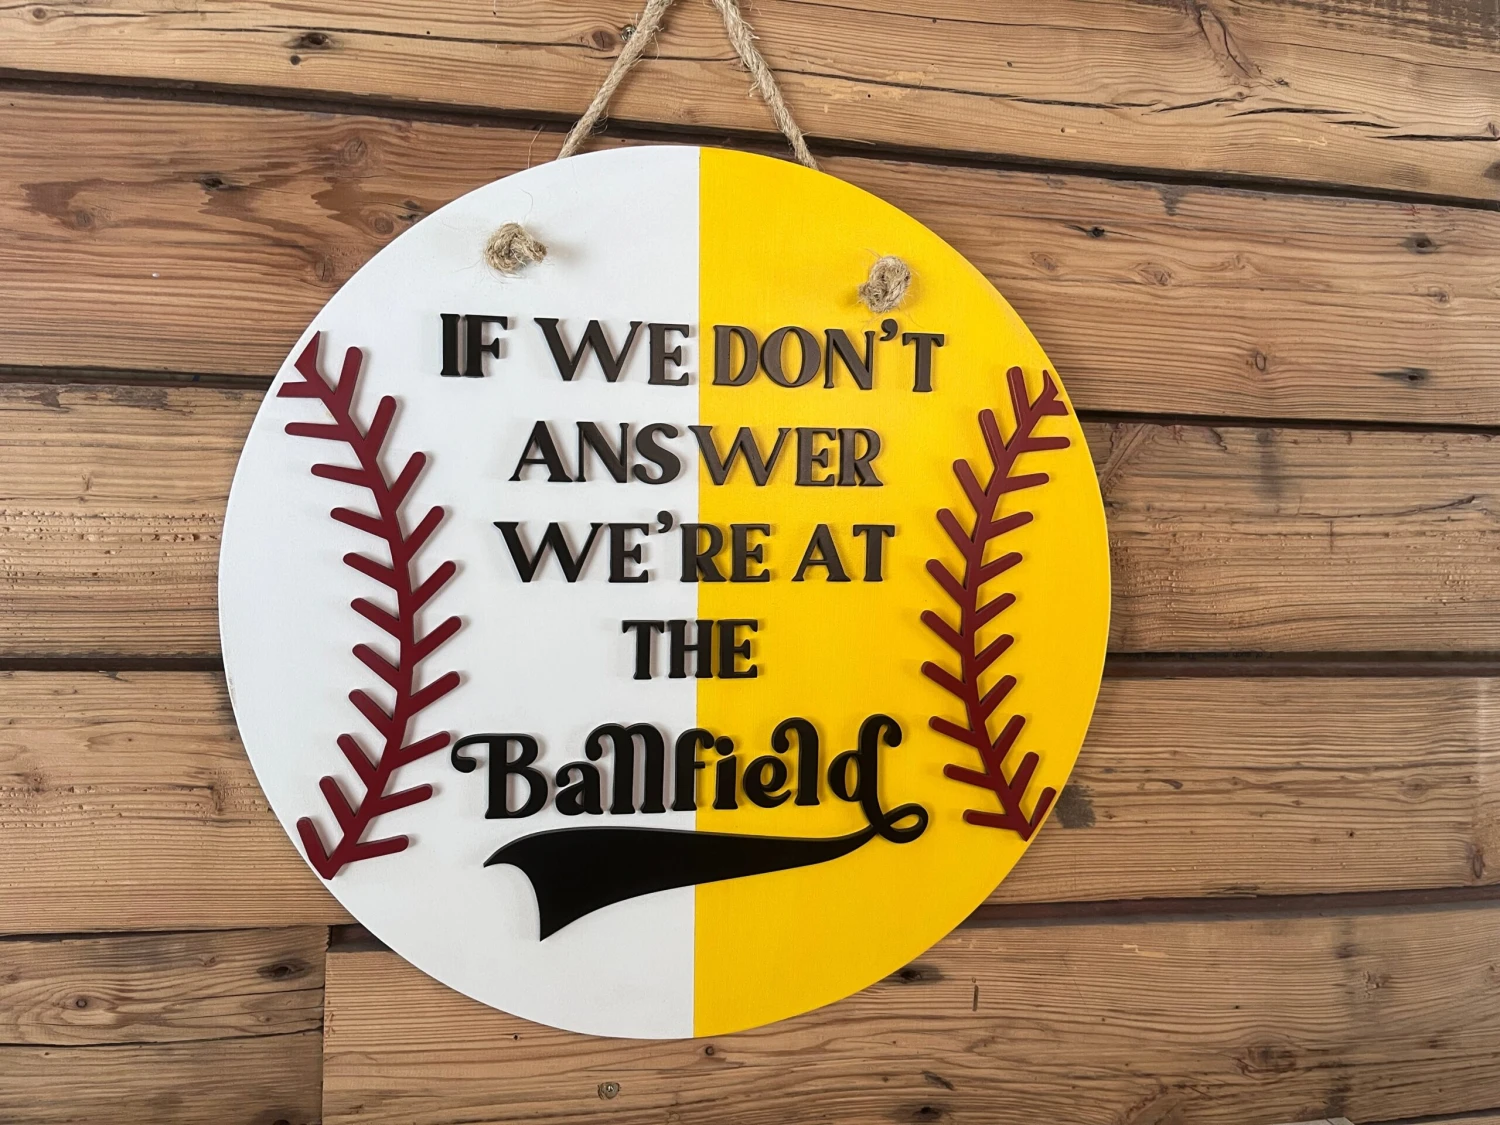 IF WE DON'T
ANSWER
WE'RE AT
THE
Ballfield